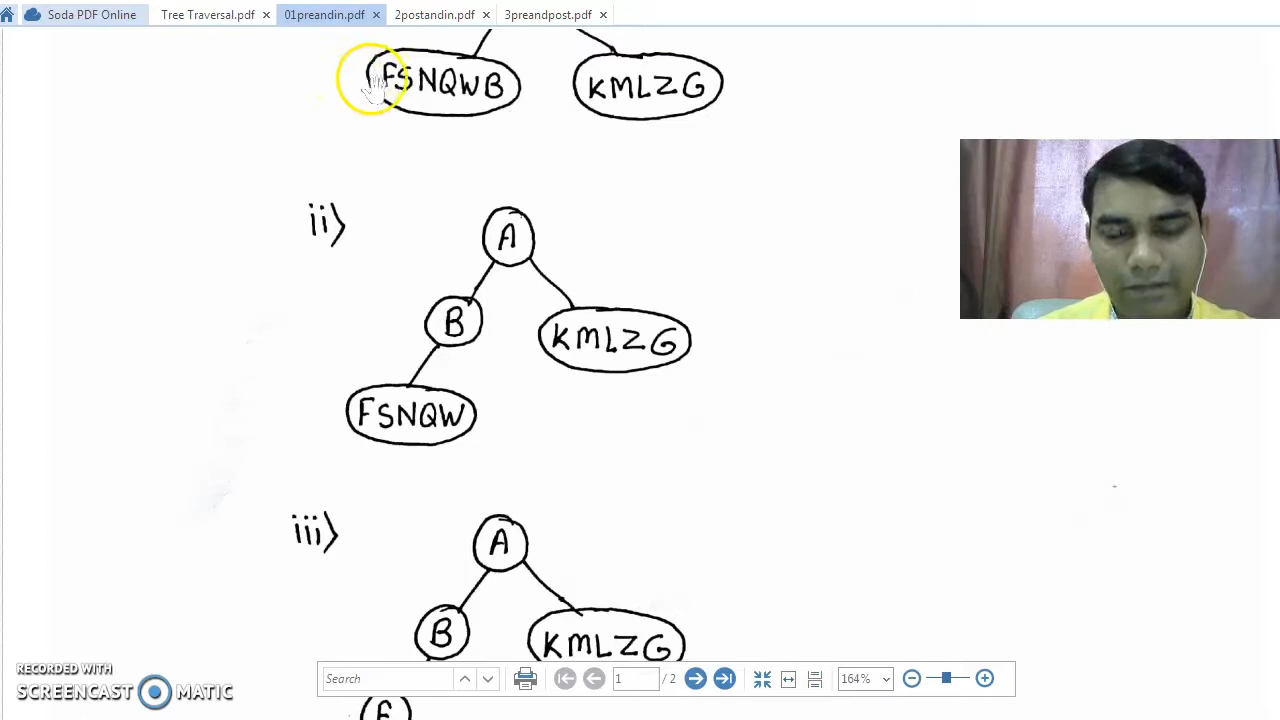 Soda PDF Online
Tree Traversal.pdf
01preandin.pdf
2postandin.pdf
3preandpost.pdf
FSNQWB
KMLZG
ii)
A
B
KMLZG
FSNQW
iii)
A
B
KMLZG
F
Search
1
/ 2
164%
RECORDED WITH
SCREENCAST MATIC